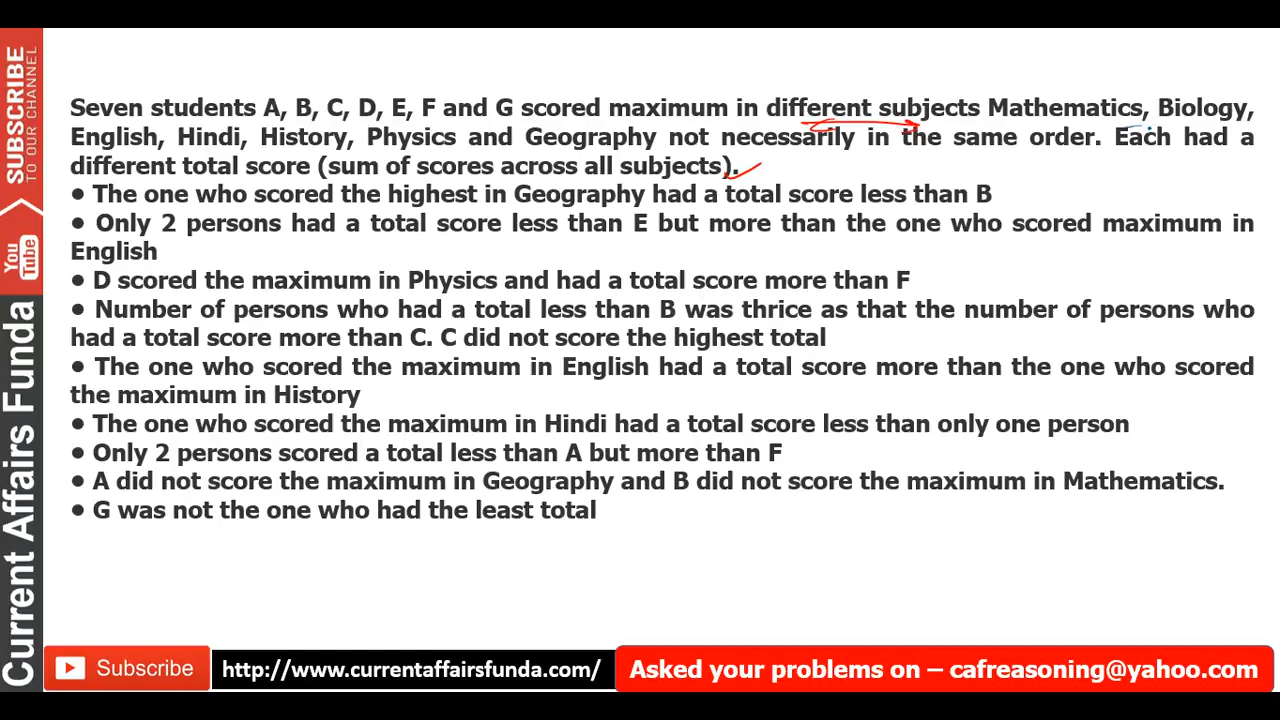 SUBSCRIBE
TO OUR CHANNEL
You
Tube
Current Affairs Funda
Seven students A, B, C, D, E, F and G scored maximum in different subjects Mathematics, Biology,
English, Hindi, History, Physics and Geography not necessarily in the same order. Each had a
different total score (sum of scores across all subjects).
● The one who scored the highest in Geography had a total score less than B
● Only 2 persons had a total score less than E but more than the one who scored maximum in
English
● D scored the maximum in Physics and had a total score more than F
● Number of persons who had a total less than B was thrice as that the number of persons who
had a total score more than C. C did not score the highest total
● The one who scored the maximum in English had a total score more than the one who scored
the maximum in History
● The one who scored the maximum in Hindi had a total score less than only one person
● Only 2 persons scored a total less than A but more than F
● A did not score the maximum in Geography and B did not score the maximum in Mathematics.
● G was not the one who had the least total
Subscribe
http://www.currentaffairsfunda.com/
Asked your problems on – cafreasoning@yahoo.com